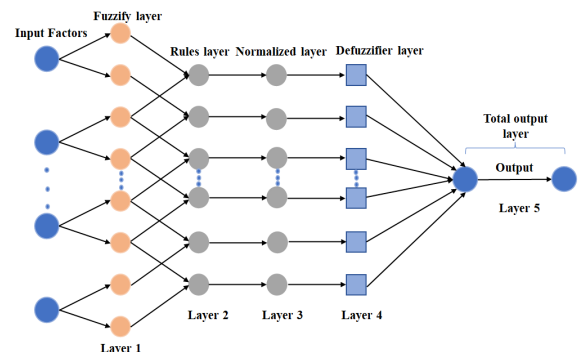 Fuzzify layer
Input Factors
Rules layer
Normalized layer
Defuzzifier layer
Total output
layer
Output
Layer 5
Layer 2
Layer 3
Layer 4
Layer 1